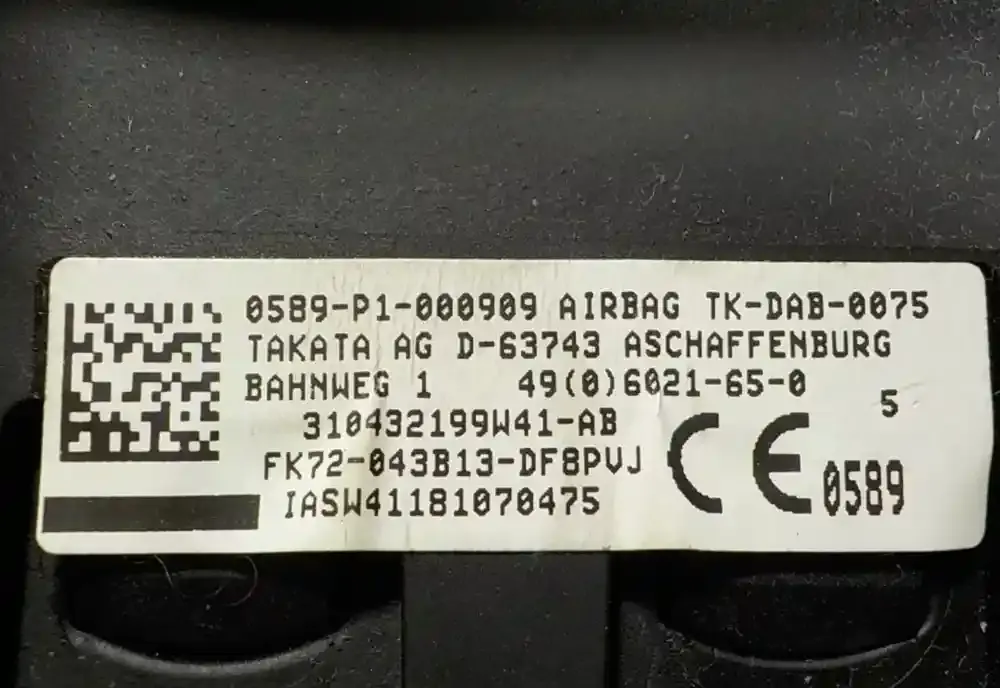 0589-P1-000909 AIRBAG TK-DAB-0075
TAKATA AG D-63743 ASCHAFFENBURG
BAHNWEG 1 49(0)6021-65-0
5
310432199W41-AB
FK72-043B13-DF8PVJ
CE 0589
IASW41181070475